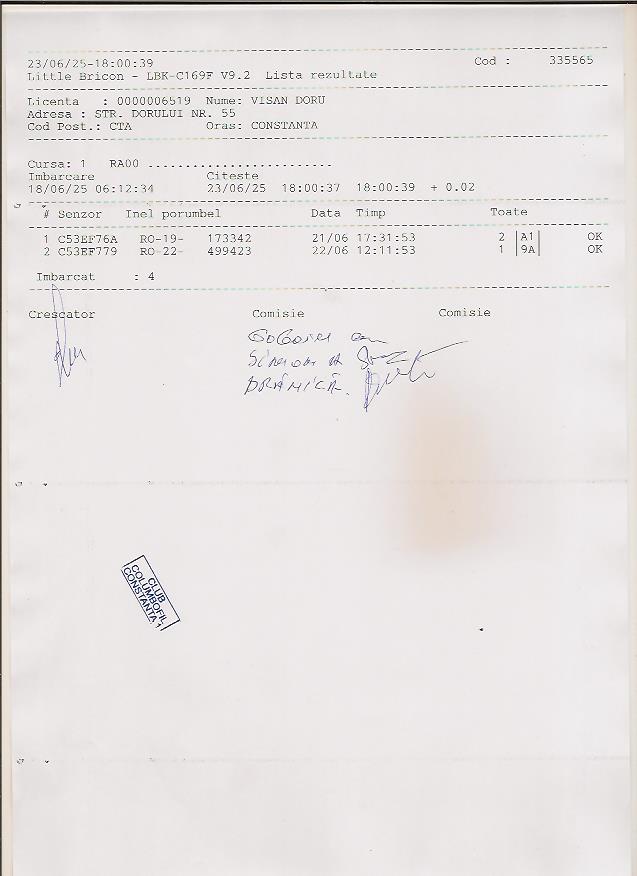 23/06/25-18:00:39 Cod : 335565
Little Bricon - LBK-C169F V9.2 Lista rezultate
Licenta : 0000006519 Nume: VISAN DORU
Adresa : STR. DORULUI NR. 55
Cod Post.: CTA Oras: CONSTANTA
Cursa: 1 RA00 .........................
Imbarcare Citeste
18/06/25 06:12:34 23/06/25 18:00:37 18:00:39 + 0.02
# Senzor Inel porumbel Data Timp Toate
1 C53EF76A RO-19- 173342 21/06 17:31:53 2 |A1| OK
2 C53EF779 RO-22- 499423 22/06 12:11:53 1 |9A| OK
Imbarcat : 4
Crescator Comisie Comisie
CLUB
COLUMBOFIL
CONSTANTA 1